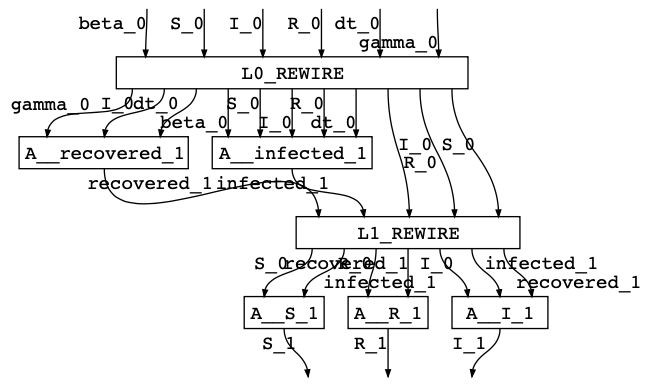 beta_0 S_0 I_0 R_0 dt_0
gamma_0
L0_REWIRE
gamma_0 I_0 dt_0 S_0 R_0
beta_0 I_0 dt_0
I_0 S_0
A__recovered_1 A__infected_1
R_0
recovered_1 infected_1
L1_REWIRE
S_0 recovered_1 R_0 I_0 infected_1
infected_1 recovered_1
A__S_1 A__R_1 A__I_1
S_1 R_1 I_1